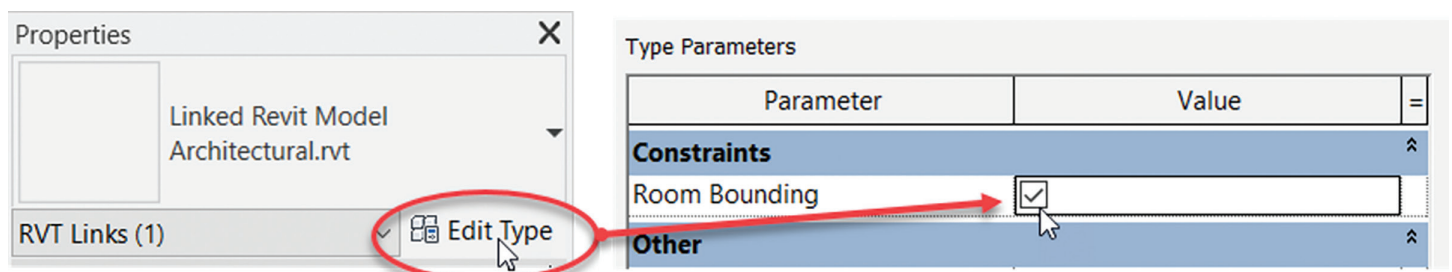 Properties
Linked Revit Model
Architectural.rvt
RVT Links (1)
Edit Type
Type Parameters
Parameter Value =
Constraints
Room Bounding
Other